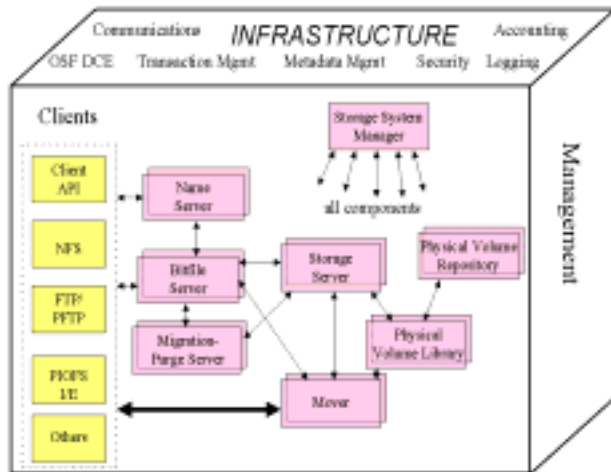 Communications INFRASTRUCTURE Accounting
OSF DCE Transaction Mgmt Metadata Mgmt Security Logging
Clients
Management
Client
API
NFS
FTP/
PFTP
PIOFS
I/E
Others
Name
Server
Bitfile
Server
Migration-
Purge Server
Storage System
Manager
all components
Storage
Server
Physical Volume
Repository
Physical
Volume Library
Mover